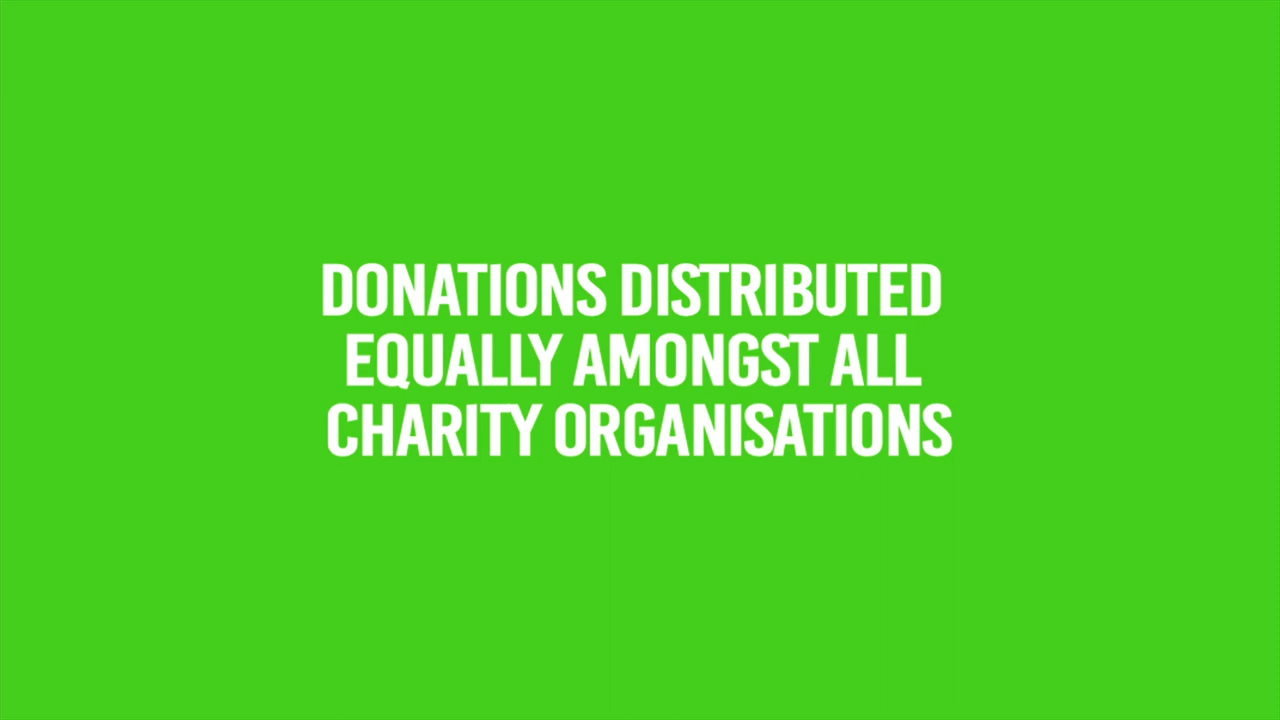 DONATIONS DISTRIBUTED
EQUALLY AMONGST ALL
CHARITY ORGANISATIONS